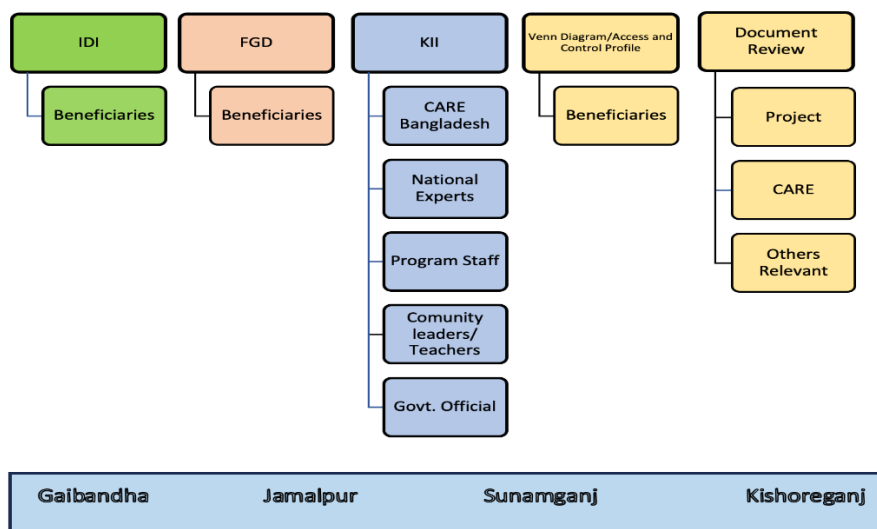 IDI
Beneficiaries
FGD
Beneficiaries
KII
CARE
Bangladesh
National
Experts
Program Staff
Comunity
leaders/
Teachers
Govt. Official
Venn Diagram/Access and
Control Profile
Beneficiaries
Document
Review
Project
CARE
Others
Relevant
Gaibandha Jamalpur Sunamganj Kishoreganj